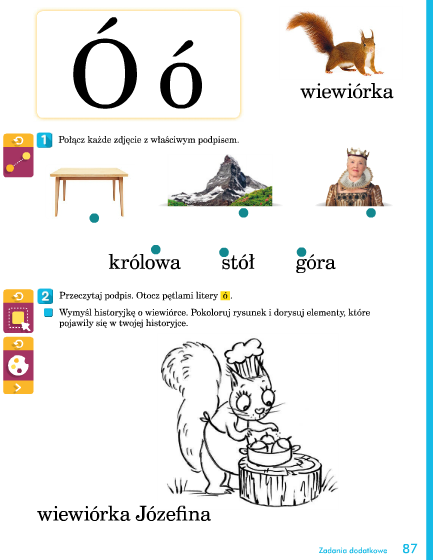 Ó ó
wiewiórka
1 Połącz każde zdjęcie z właściwym podpisem.
królowa stół góra
2 Przeczytaj podpis. Otocz pętlami litery ó.
Wymyśl historyjkę o wiewiórce. Pokoloruj rysunek i dorysuj elementy, które
pojawiły się w twojej historyjce.
wiewiórka Józefina
Zadania dodatkowe 87